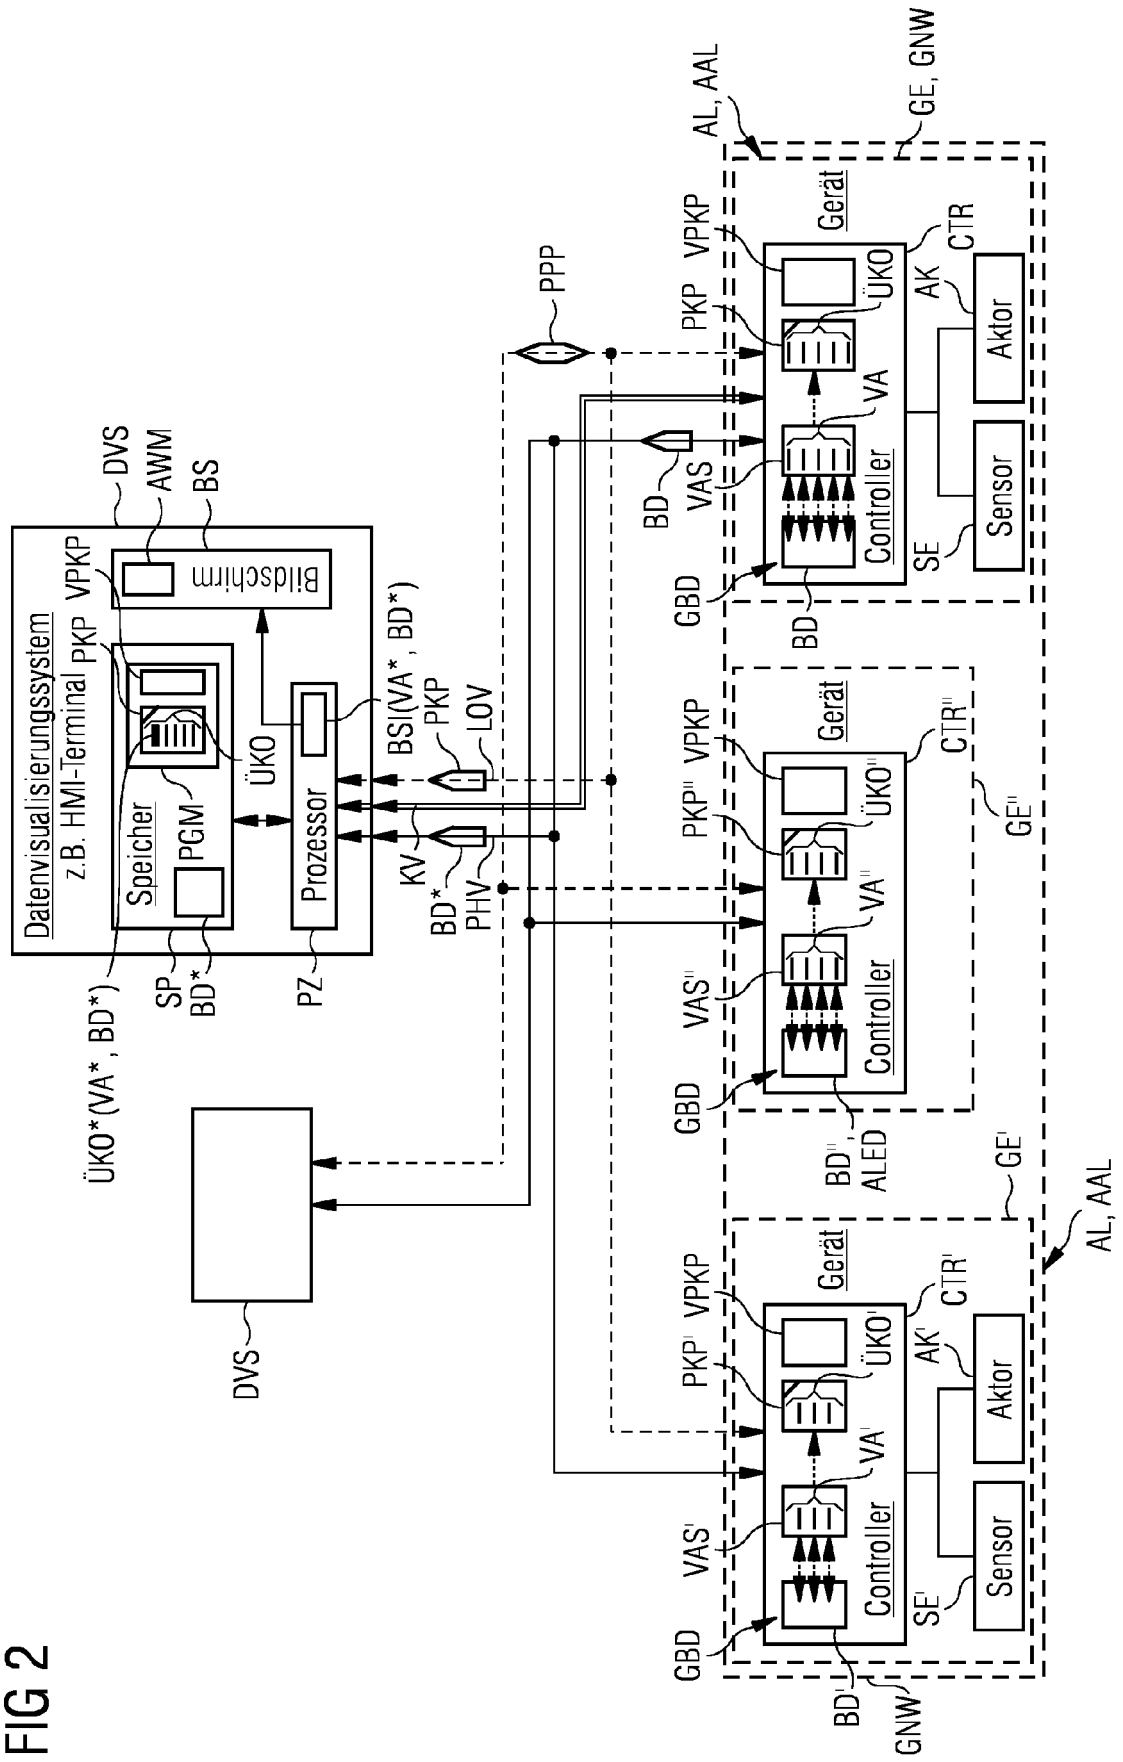 FIG 2
DVS
ÜKO*(VA*, BD*)
SP
BD*
PZ
Datenvisualisierungssystem
z.B. HMI-Terminal
Speicher
PGM
ÜKO
PKP
VPKP
Bildschirm
DVS
AWM
BS
Prozessor
BSI(VA*, BD*)
BD*
PHV
KV
PKP
LOV
PPP
BD
AL, AAL
GE, GNW
GBD
VAS'
PKP'
VPKP
Gerät
Controller
VA'
ÜKO'
CTR'
BD'
SE'
Sensor
AK'
Aktor
GNW
GE'
AL, AAL
GBD
VAS''
PKP''
VPKP
Gerät
Controller
VA''
ÜKO''
CTR''
BD'',
ALED
GE''
GBD
VAS
PKP
VPKP
Gerät
Controller
VA
ÜKO
CTR
BD
SE
Sensor
AK
Aktor